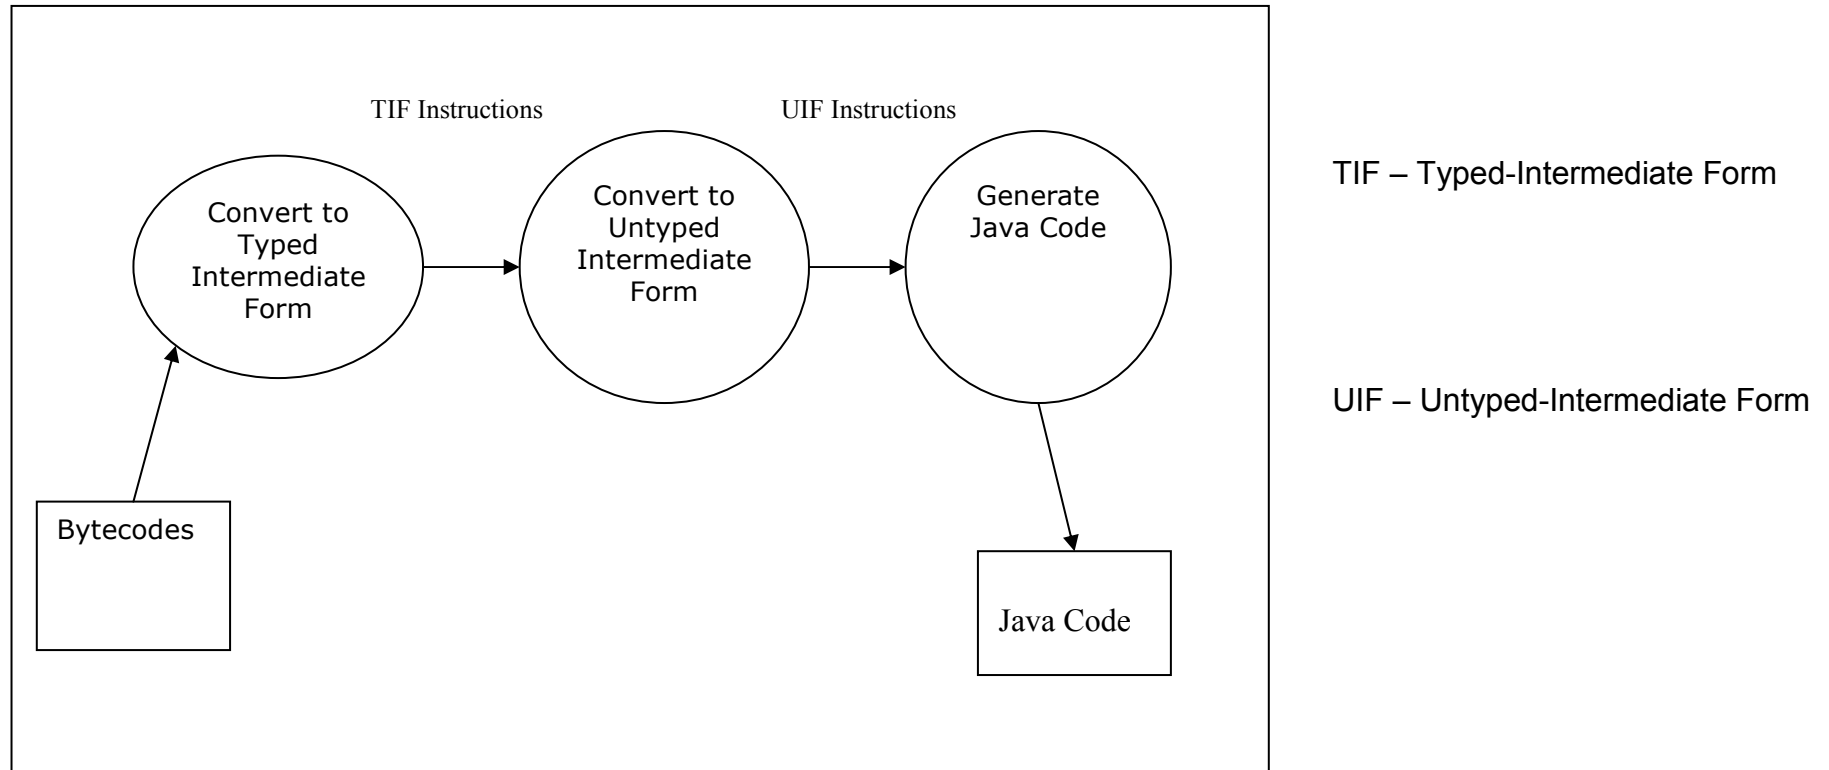 TIF Instructions
UIF Instructions
Convert to
Typed
Intermediate
Form
Convert to
Untyped
Intermediate
Form
Generate
Java Code
Bytecodes
Java Code
TIF – Typed-Intermediate Form
UIF – Untyped-Intermediate Form